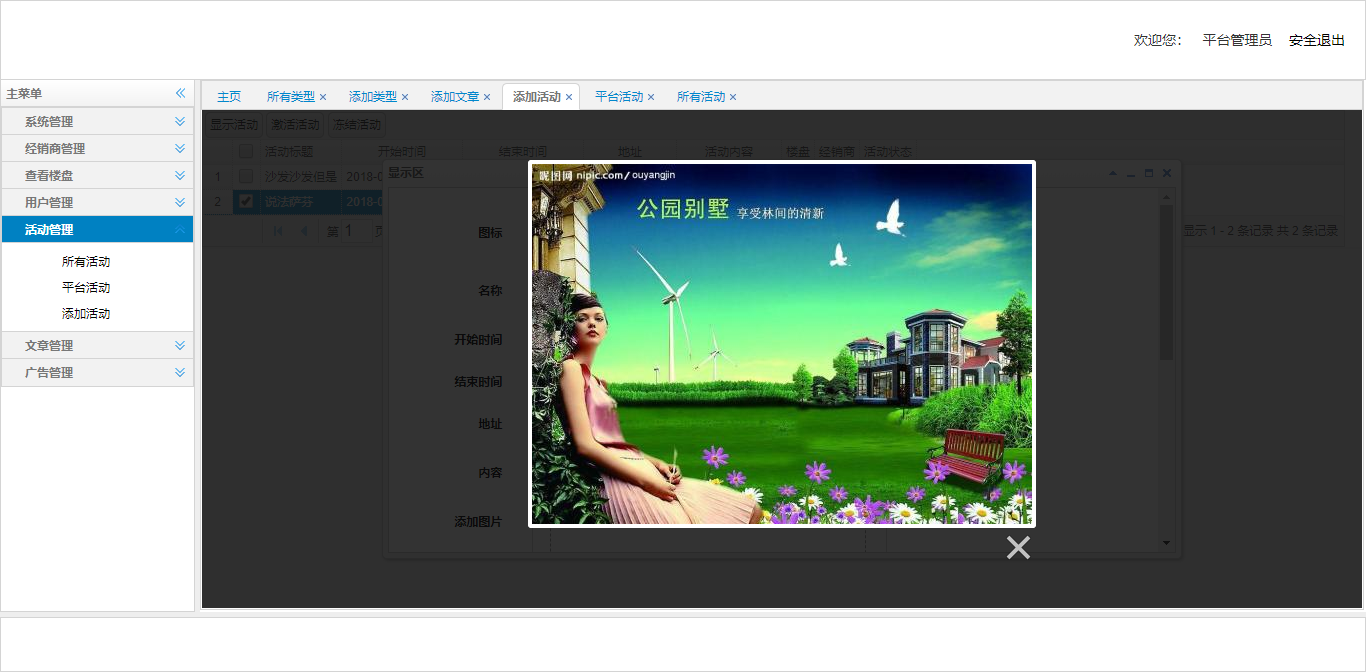 欢迎您： 平台管理员 安全退出
主菜单
系统管理
经销商管理
查看楼盘
用户管理
活动管理
所有活动
平台活动
添加活动
文章管理
广告管理
主页 所有类型 × 添加类型 × 添加文章 × 添加活动 × 平台活动 × 所有活动 ×
显示活动 激活活动 冻结活动
活动标题 开始时间 结束时间 地址 活动内容 楼盘 经销商 活动状态
1 沙发沙发但是 2018-0
2 说法萨芬 2018-0
第 1 页
显示 1 - 2 条记录 共 2 条记录
显示区
图标
名称
开始时间
结束时间
地址
内容
添加图片
昵图网 nipic.com/ouyangjin
公园别墅 享受林间的清新